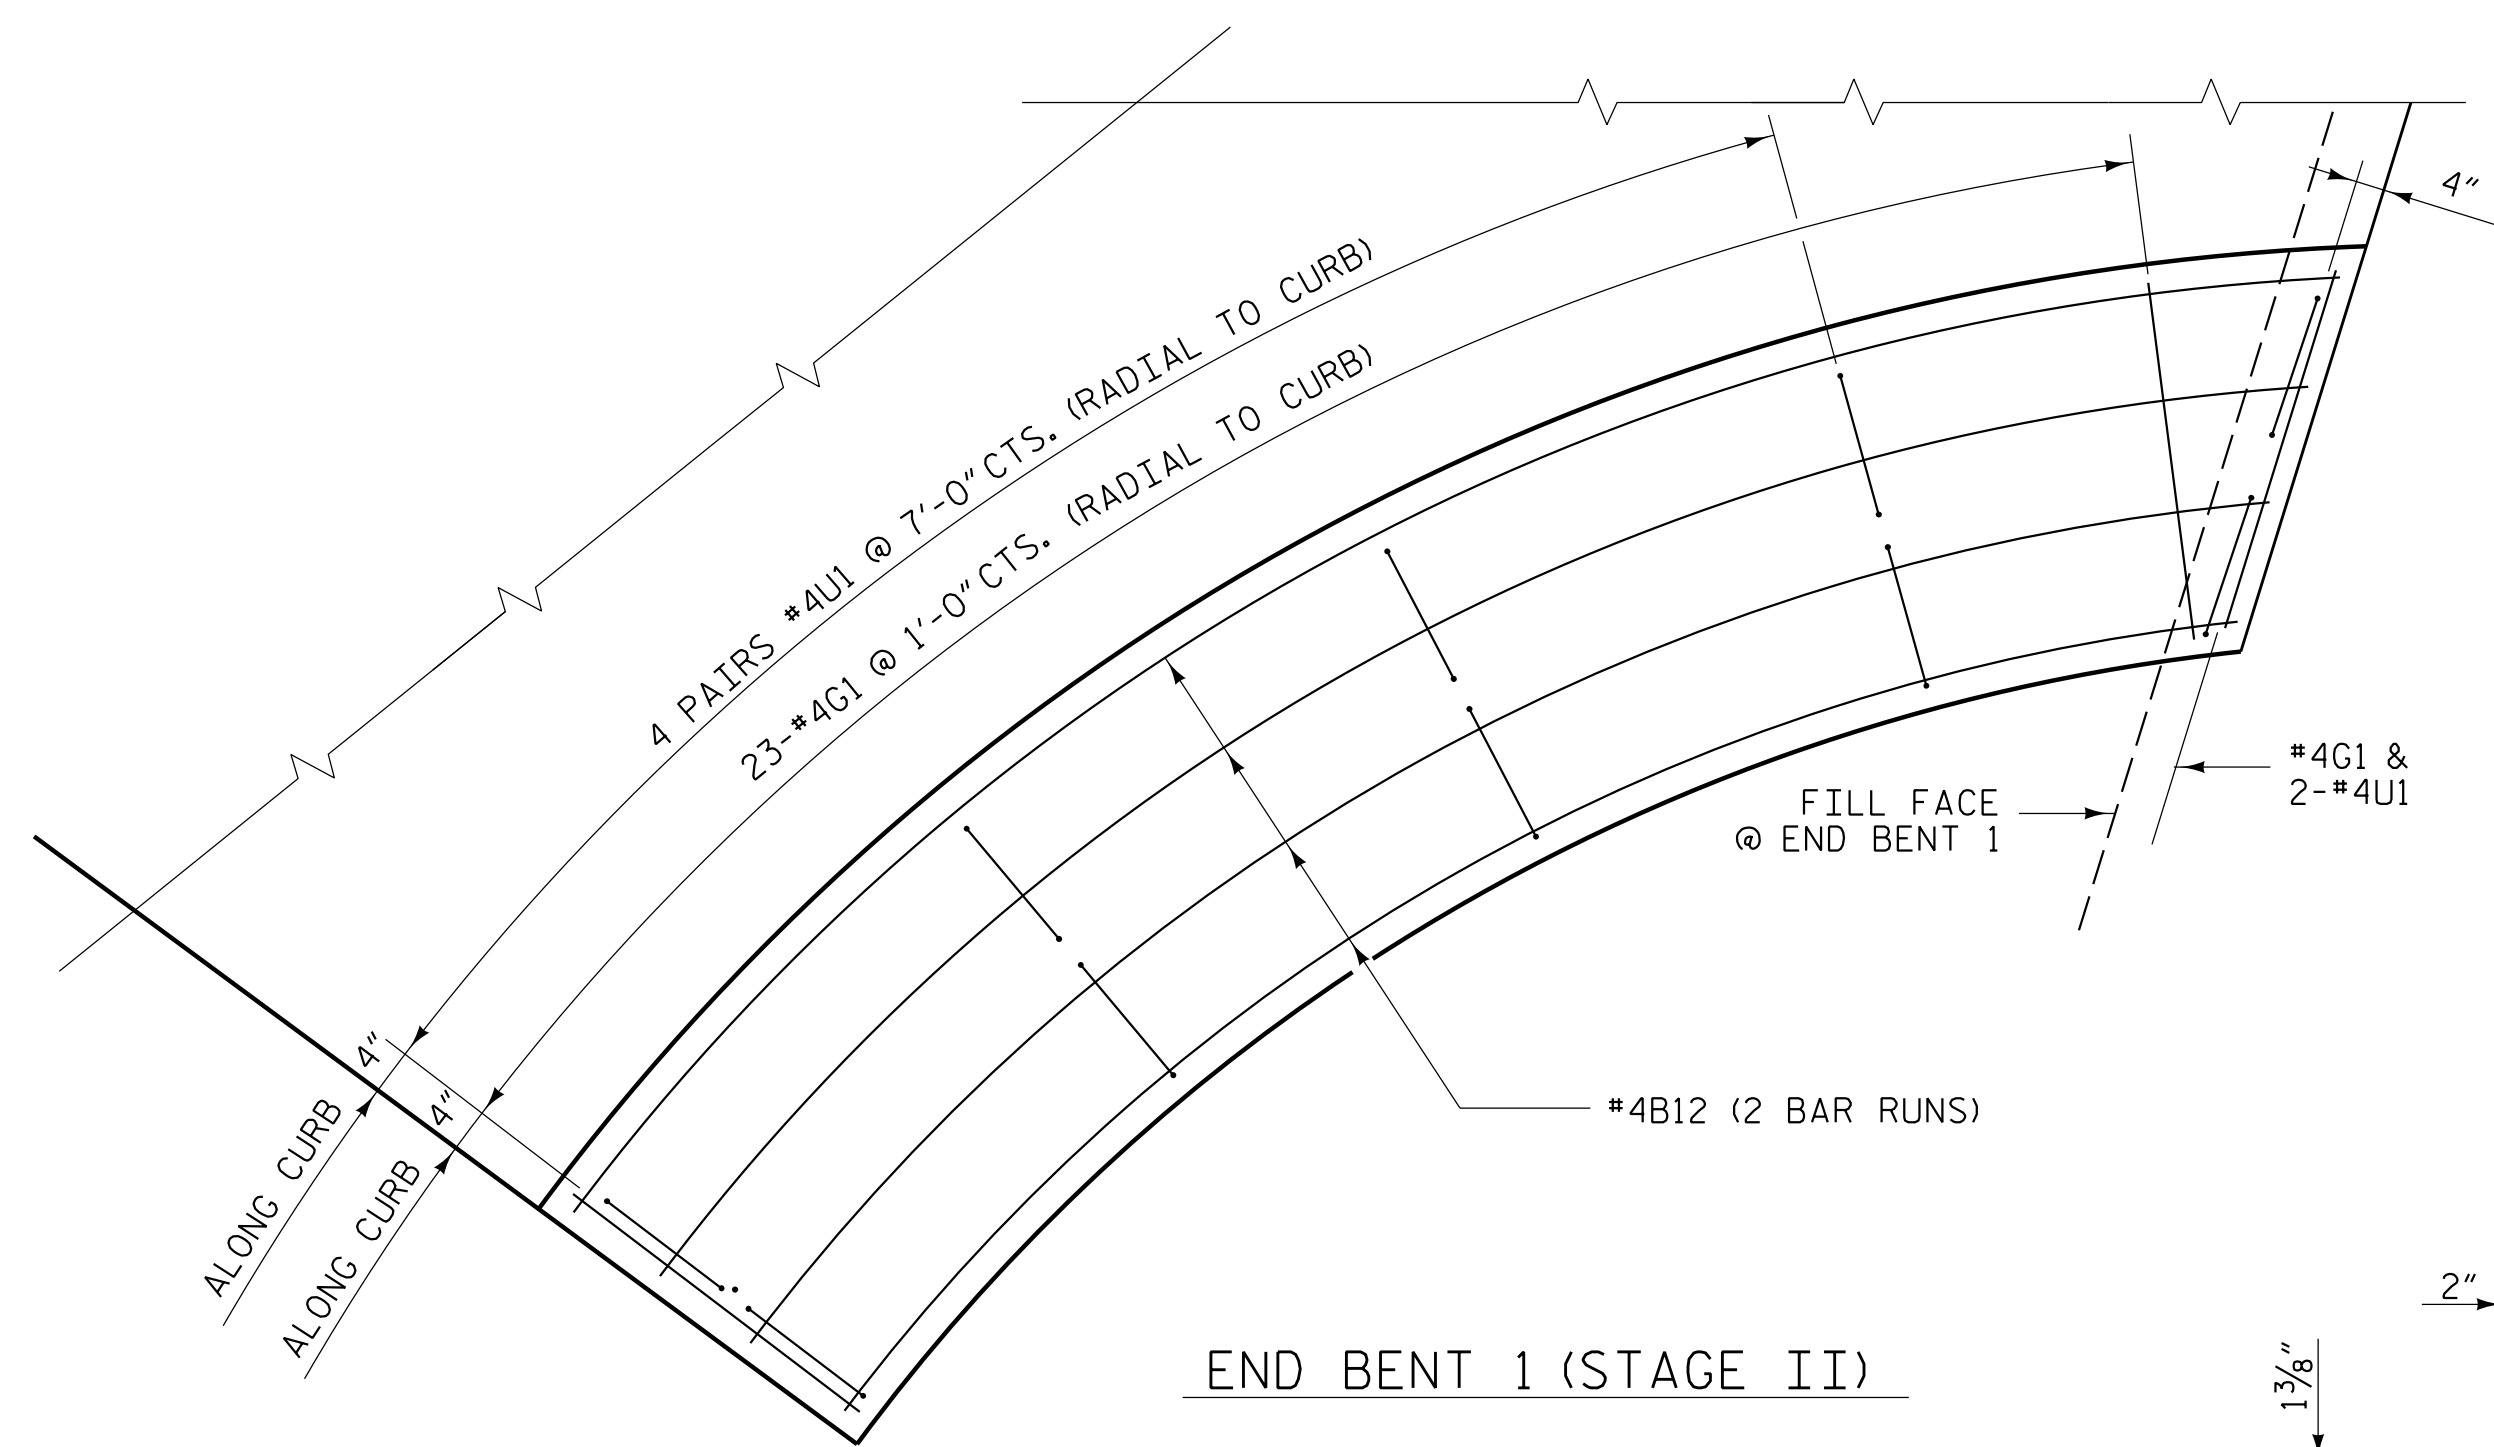 4"
4 PAIRS #4U1 @ 7'-0" CTS. (RADIAL TO CURB)
23-#4G1 @ 1'-0" CTS. (RADIAL TO CURB)
#4G1 &
2-#4U1
FILL FACE
@ END BENT 1
4"
ALONG CURB
4"
ALONG CURB
#4B12 (2 BAR RUNS)
2"
1 3/8"
END BENT 1 (STAGE II)